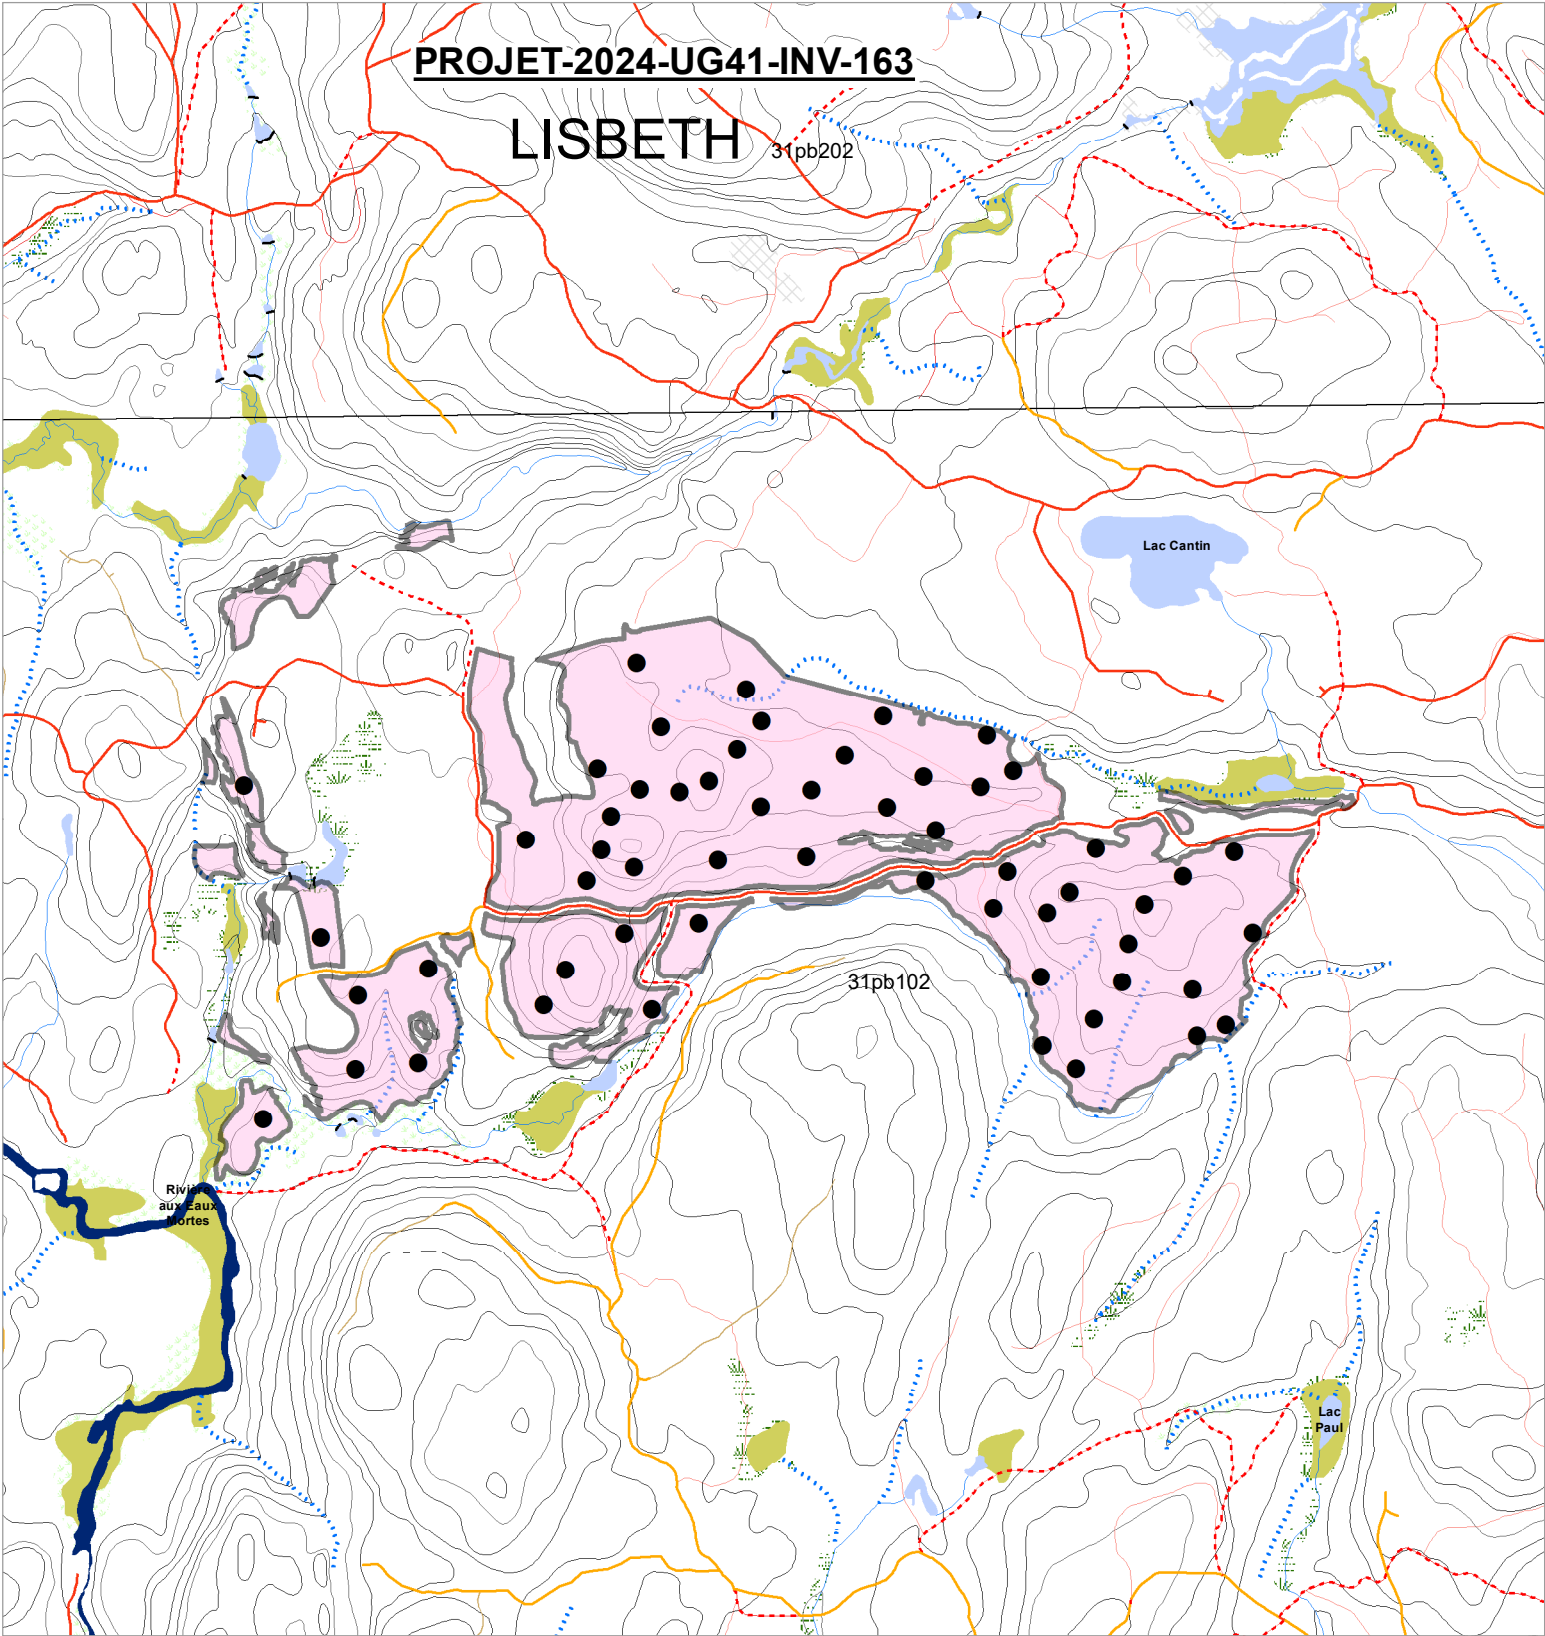 PROJET-2024-UG41-INV-163
LISBETH
31pb202
Lac Cantin
31pb102
Rivière
aux Eaux
Mortes
Lac
Paul